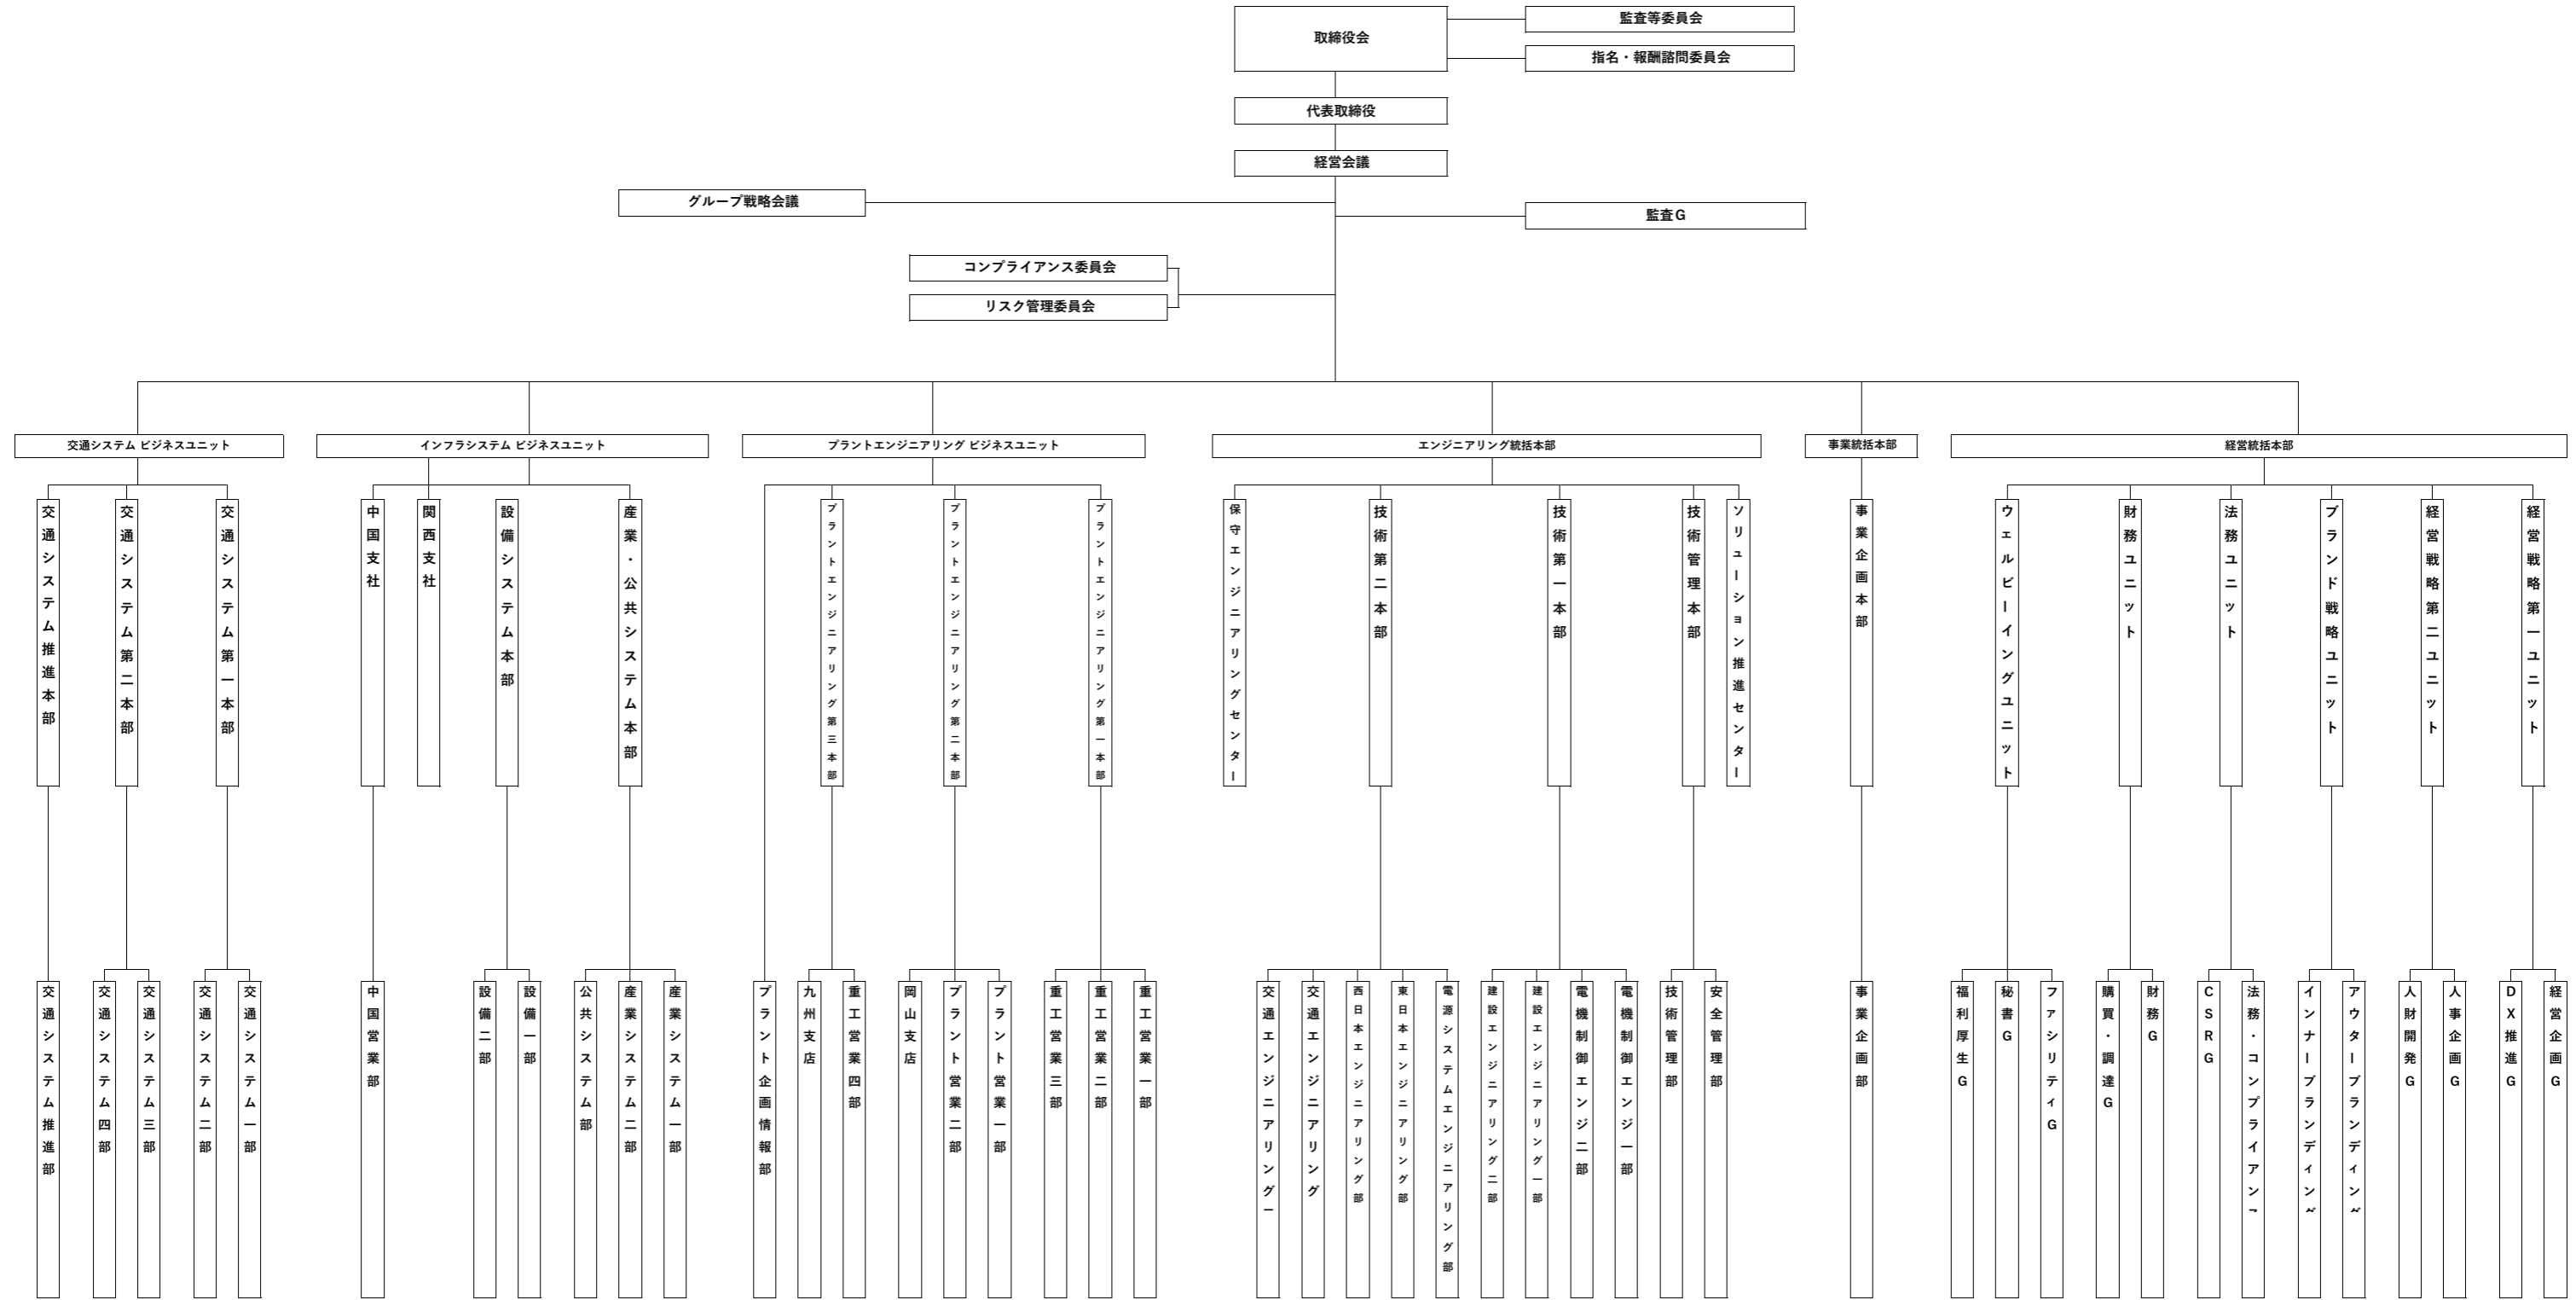 取締役会
監査等委員会
指名・報酬諮問委員会
代表取締役
経営会議
グループ戦略会議
監査G
コンプライアンス委員会
リスク管理委員会
交通システム ビジネスユニット
インフラシステム ビジネスユニット
プラントエンジニアリング ビジネスユニット
エンジニアリング統括本部
事業統括本部
経営統括本部
交通システム推進本部
交通システム第二本部
交通システム第一本部
中国支社
関西支社
設備システム本部
産業・公共システム本部
プラントエンジニアリング第三本部
プラントエンジニアリング第二本部
プラントエンジニアリング第一本部
保守エンジニアリングセンター
技術第二本部
技術第一本部
技術管理本部
ソリューション推進センター
事業企画本部
ウェルビーイングユニット
財務ユニット
法務ユニット
ブランド戦略ユニット
経営戦略第二ユニット
経営戦略第一ユニット
交通システム推進部
交通システム四部
交通システム三部
交通システム二部
交通システム一部
中国営業部
設備二部
設備一部
公共システム部
産業システム二部
産業システム一部
プラント企画情報部
九州支店
重工営業四部
岡山支店
プラント営業二部
プラント営業一部
重工営業三部
重工営業二部
重工営業一部
交通エンジニアリング
交通エンジニアリング
西日本エンジニアリング部
東日本エンジニアリング部
電源システムエンジニアリング部
建設エンジニアリング二部
建設エンジニアリング一部
電機制御エンジ二部
電機制御エンジ一部
技術管理部
安全管理部
事業企画部
福利厚生G
秘書G
ファシリティG
購買・調達G
財務G
CSRG
法務・コンプライアン
インナーブランディング
アウターブランディング
人財開発G
人事企画G
DX推進G
経営企画G